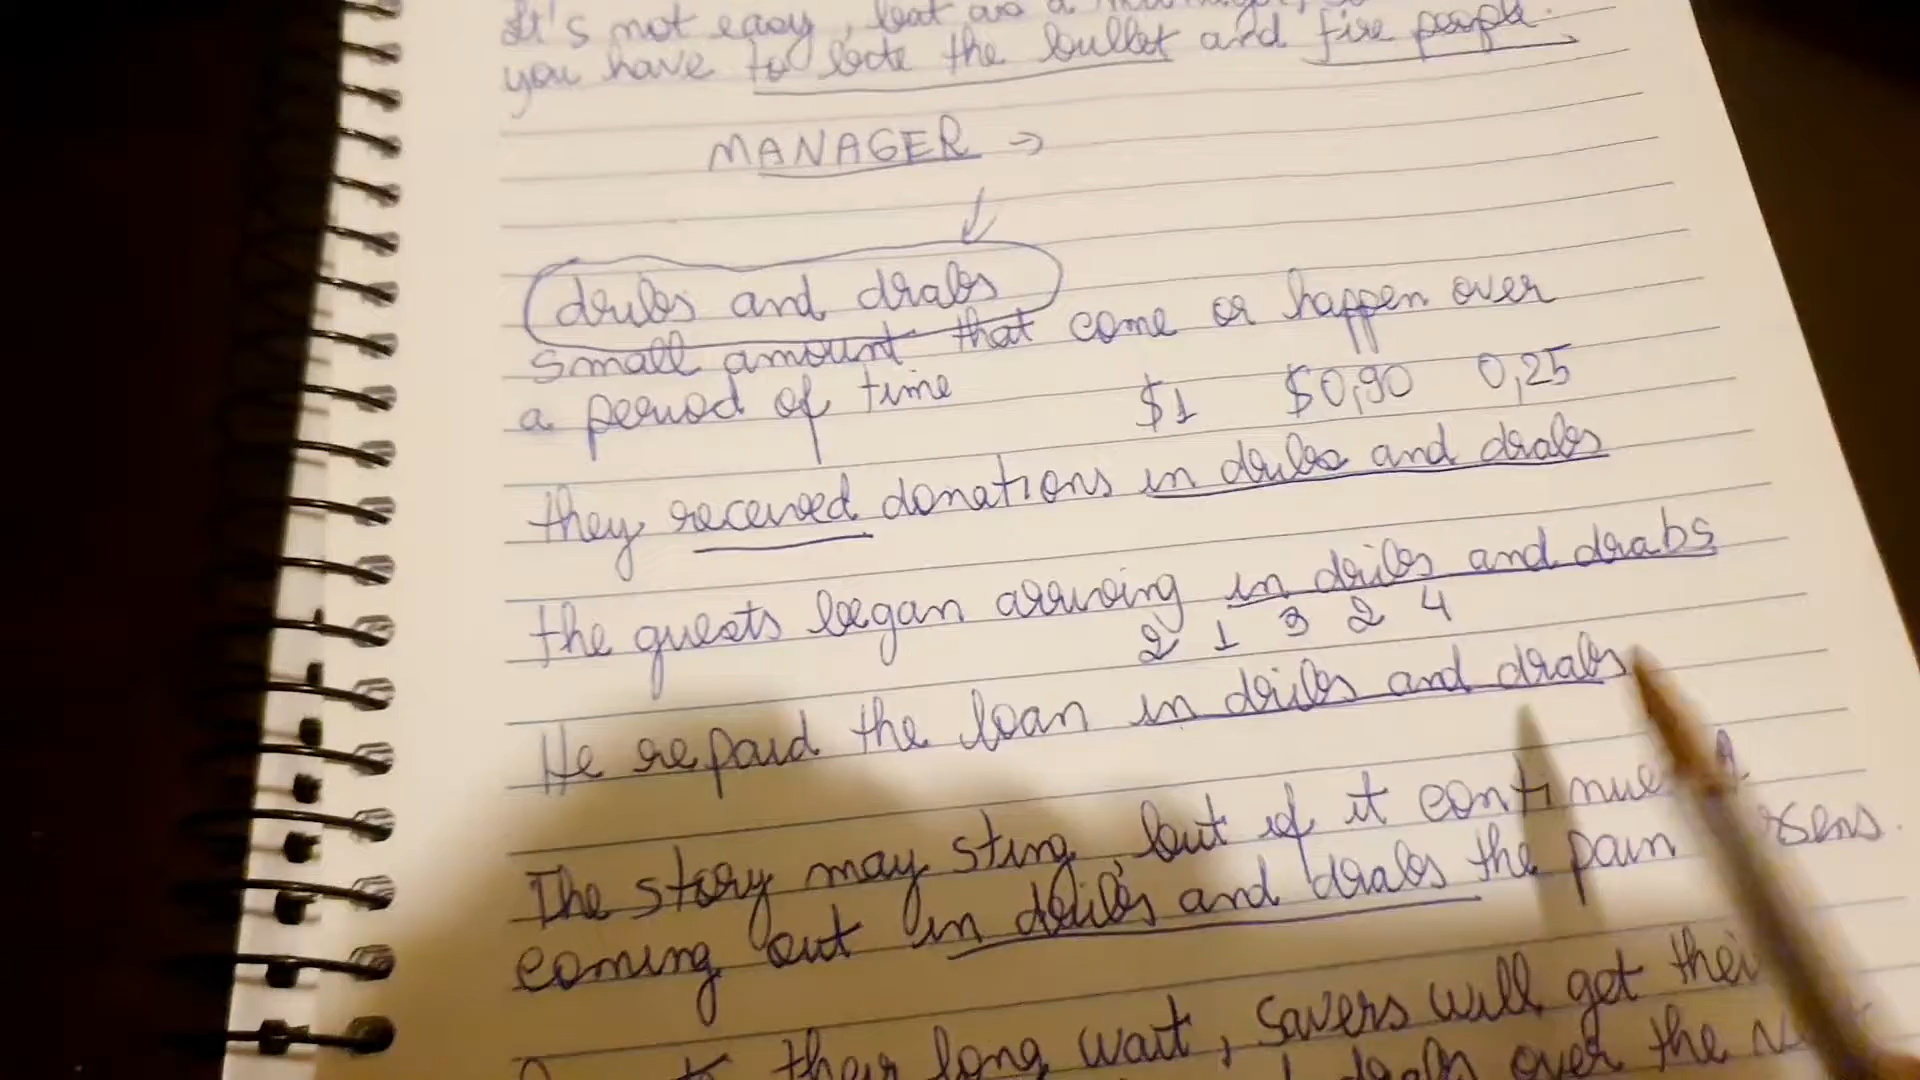 It's not easy, but as a manager,
you have to bite the bullet and fire people.
MANAGER →
dribs and drabs
small amount that come or happen over
a period of time $1 $0,90 0,25
they received donations in dribs and drabs
the guests began arriving in dribs and drabs
2 1 3 2 4
He repaid the loan in dribs and drabs
The story may sting, but if it continues
coming out in dribs and drabs the pain
their long wait, savers will get their
over the